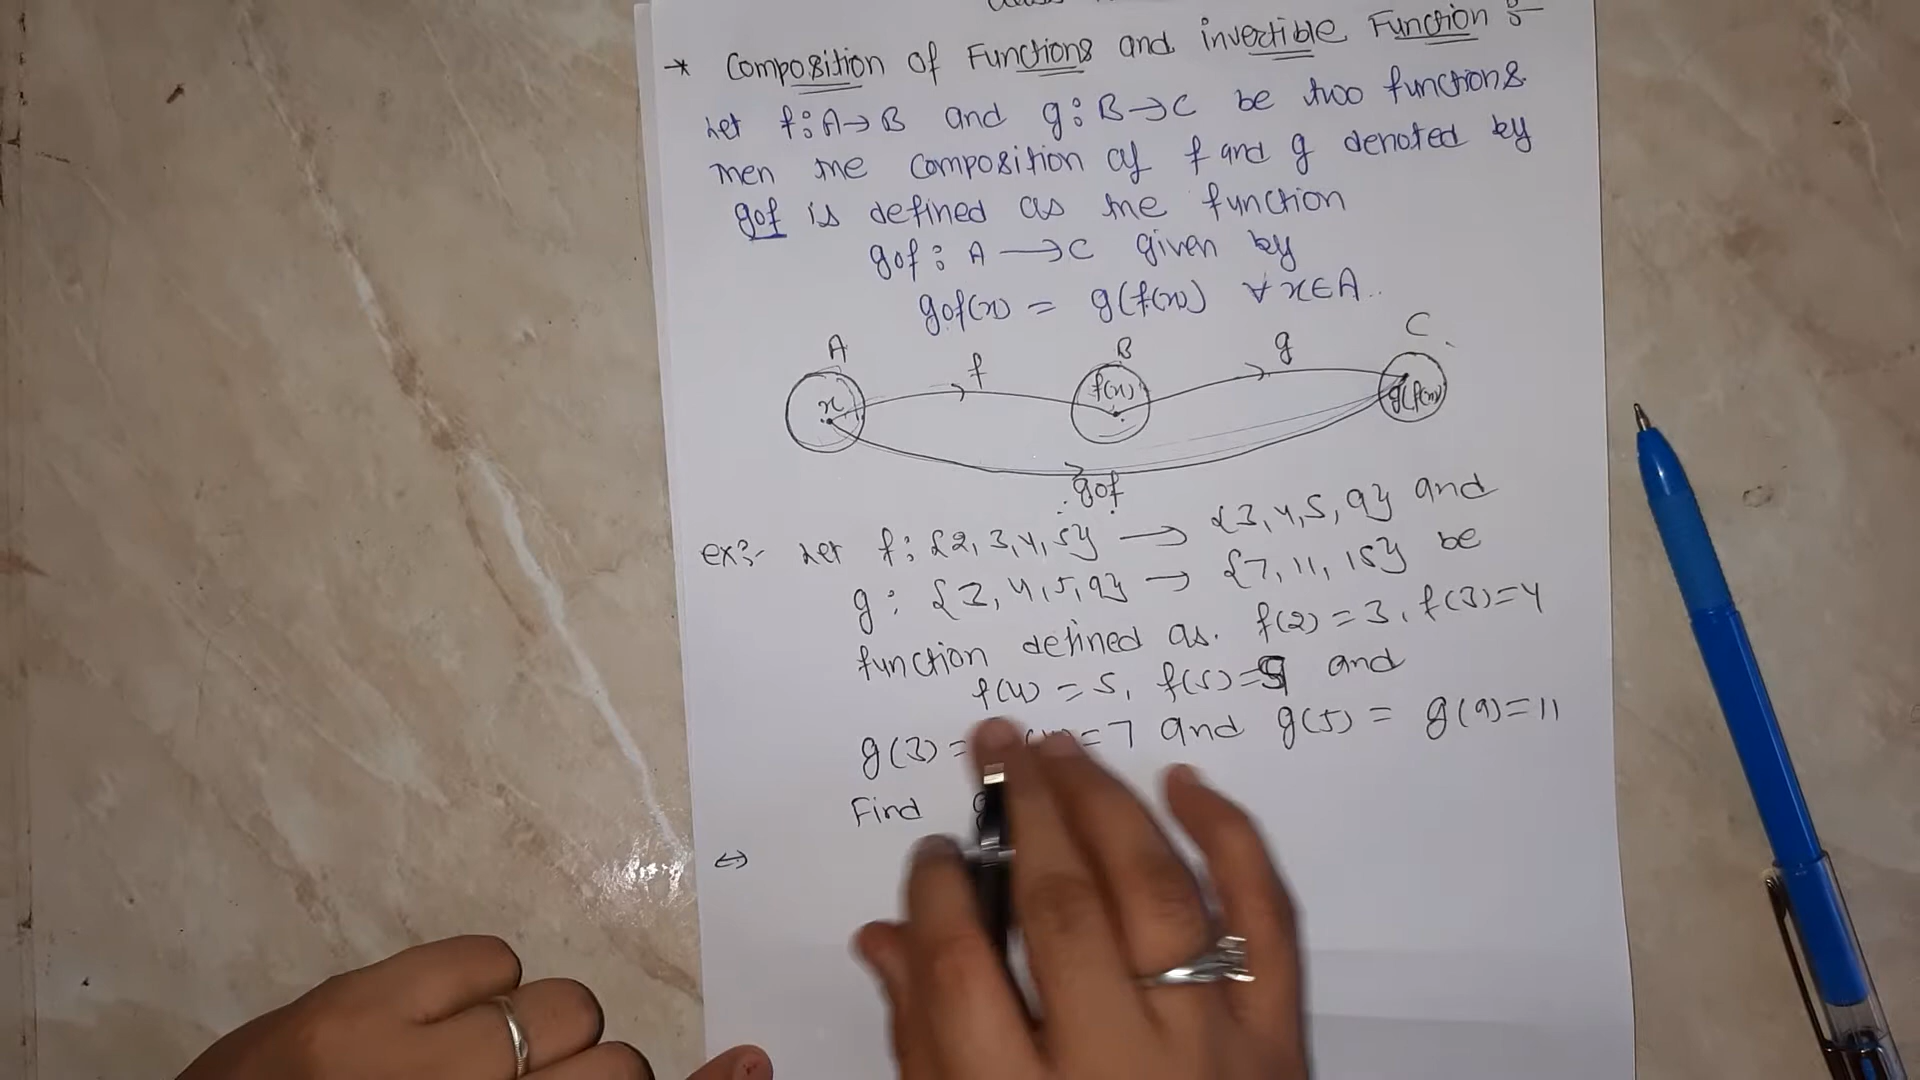 * Composition of Functions and invertible Function :-
Let f: A→B and g: B→C be two functions
then the composition of f and g denoted by
gof is defined as the function
gof : A ⟶ C given by
gof(x) = g(f(x)) ∀ x∈A..
A B C
f g
x f(x) g(f(x))
gof
ex:- Let f: {2, 3, 4, 5} ⟶ {3, 4, 5, 9} and
g : {3, 4, 5, 9} → {7, 11, 15} be
function defined as. f(2) = 3, f(3) = 4
f(4) = 5, f(5) = 9 and
g(3) = = 7 and g(5) = g(9) = 11
Find
⇔